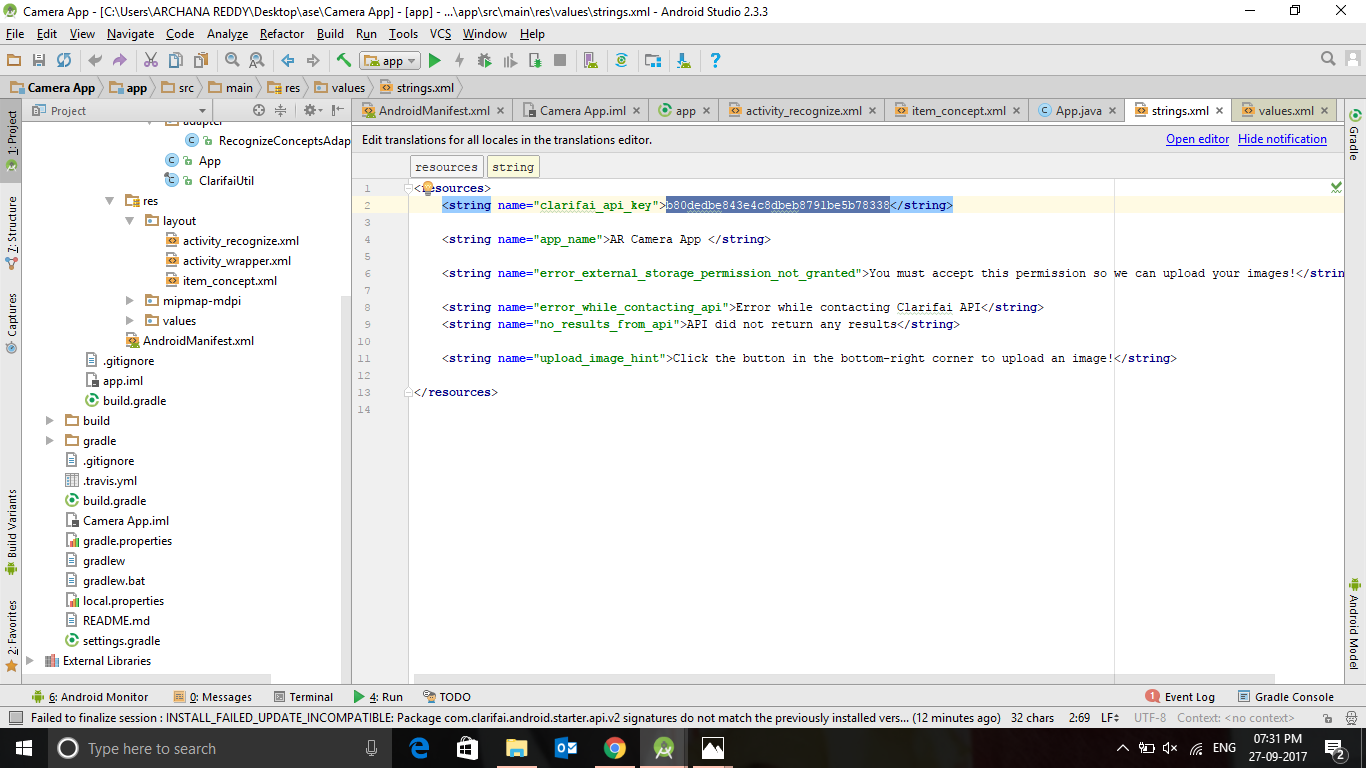 Camera App - [C:\Users\ARCHANA REDDY\Desktop\ase\Camera App] - [app] - ...\app\src\main\res\values\strings.xml - Android Studio 2.3.3
File Edit View Navigate Code Analyze Refactor Build Run Tools VCS Window Help
app
Camera App app src main res values strings.xml
Project
AndroidManifest.xml Camera App.iml app activity_recognize.xml item_concept.xml App.java strings.xml values.xml
1: Project
7: Structure
Captures
Build Variants
2: Favorites
adapter
RecognizeConceptsAdap
App
ClarifaiUtil
res
layout
activity_recognize.xml
activity_wrapper.xml
item_concept.xml
mipmap-mdpi
values
AndroidManifest.xml
.gitignore
app.iml
build.gradle
build
gradle
.gitignore
.travis.yml
build.gradle
Camera App.iml
gradle.properties
gradlew
gradlew.bat
local.properties
README.md
settings.gradle
External Libraries
Edit translations for all locales in the translations editor. Open editor Hide notification
resources string
1 <resources>
2 <string name="clarifai_api_key">b80dedbe843e4c8dbeb8791be5b78338</string>
3
4 <string name="app_name">AR Camera App </string>
5
6 <string name="error_external_storage_permission_not_granted">You must accept this permission so we can upload your images!</strin
7
8 <string name="error_while_contacting_api">Error while contacting Clarifai API</string>
9 <string name="no_results_from_api">API did not return any results</string>
10
11 <string name="upload_image_hint">Click the button in the bottom-right corner to upload an image!</string>
12
13 </resources>
14
Gradle
Android Model
6: Android Monitor 0: Messages Terminal 4: Run TODO 1 Event Log Gradle Console
Failed to finalize session : INSTALL_FAILED_UPDATE_INCOMPATIBLE: Package com.clarifai.android.starter.api.v2 signatures do not match the previously installed vers... (12 minutes ago) 32 chars 2:69 LF÷ UTF-8 Context: <no context>
Type here to search
ENG
07:31 PM
27-09-2017
2